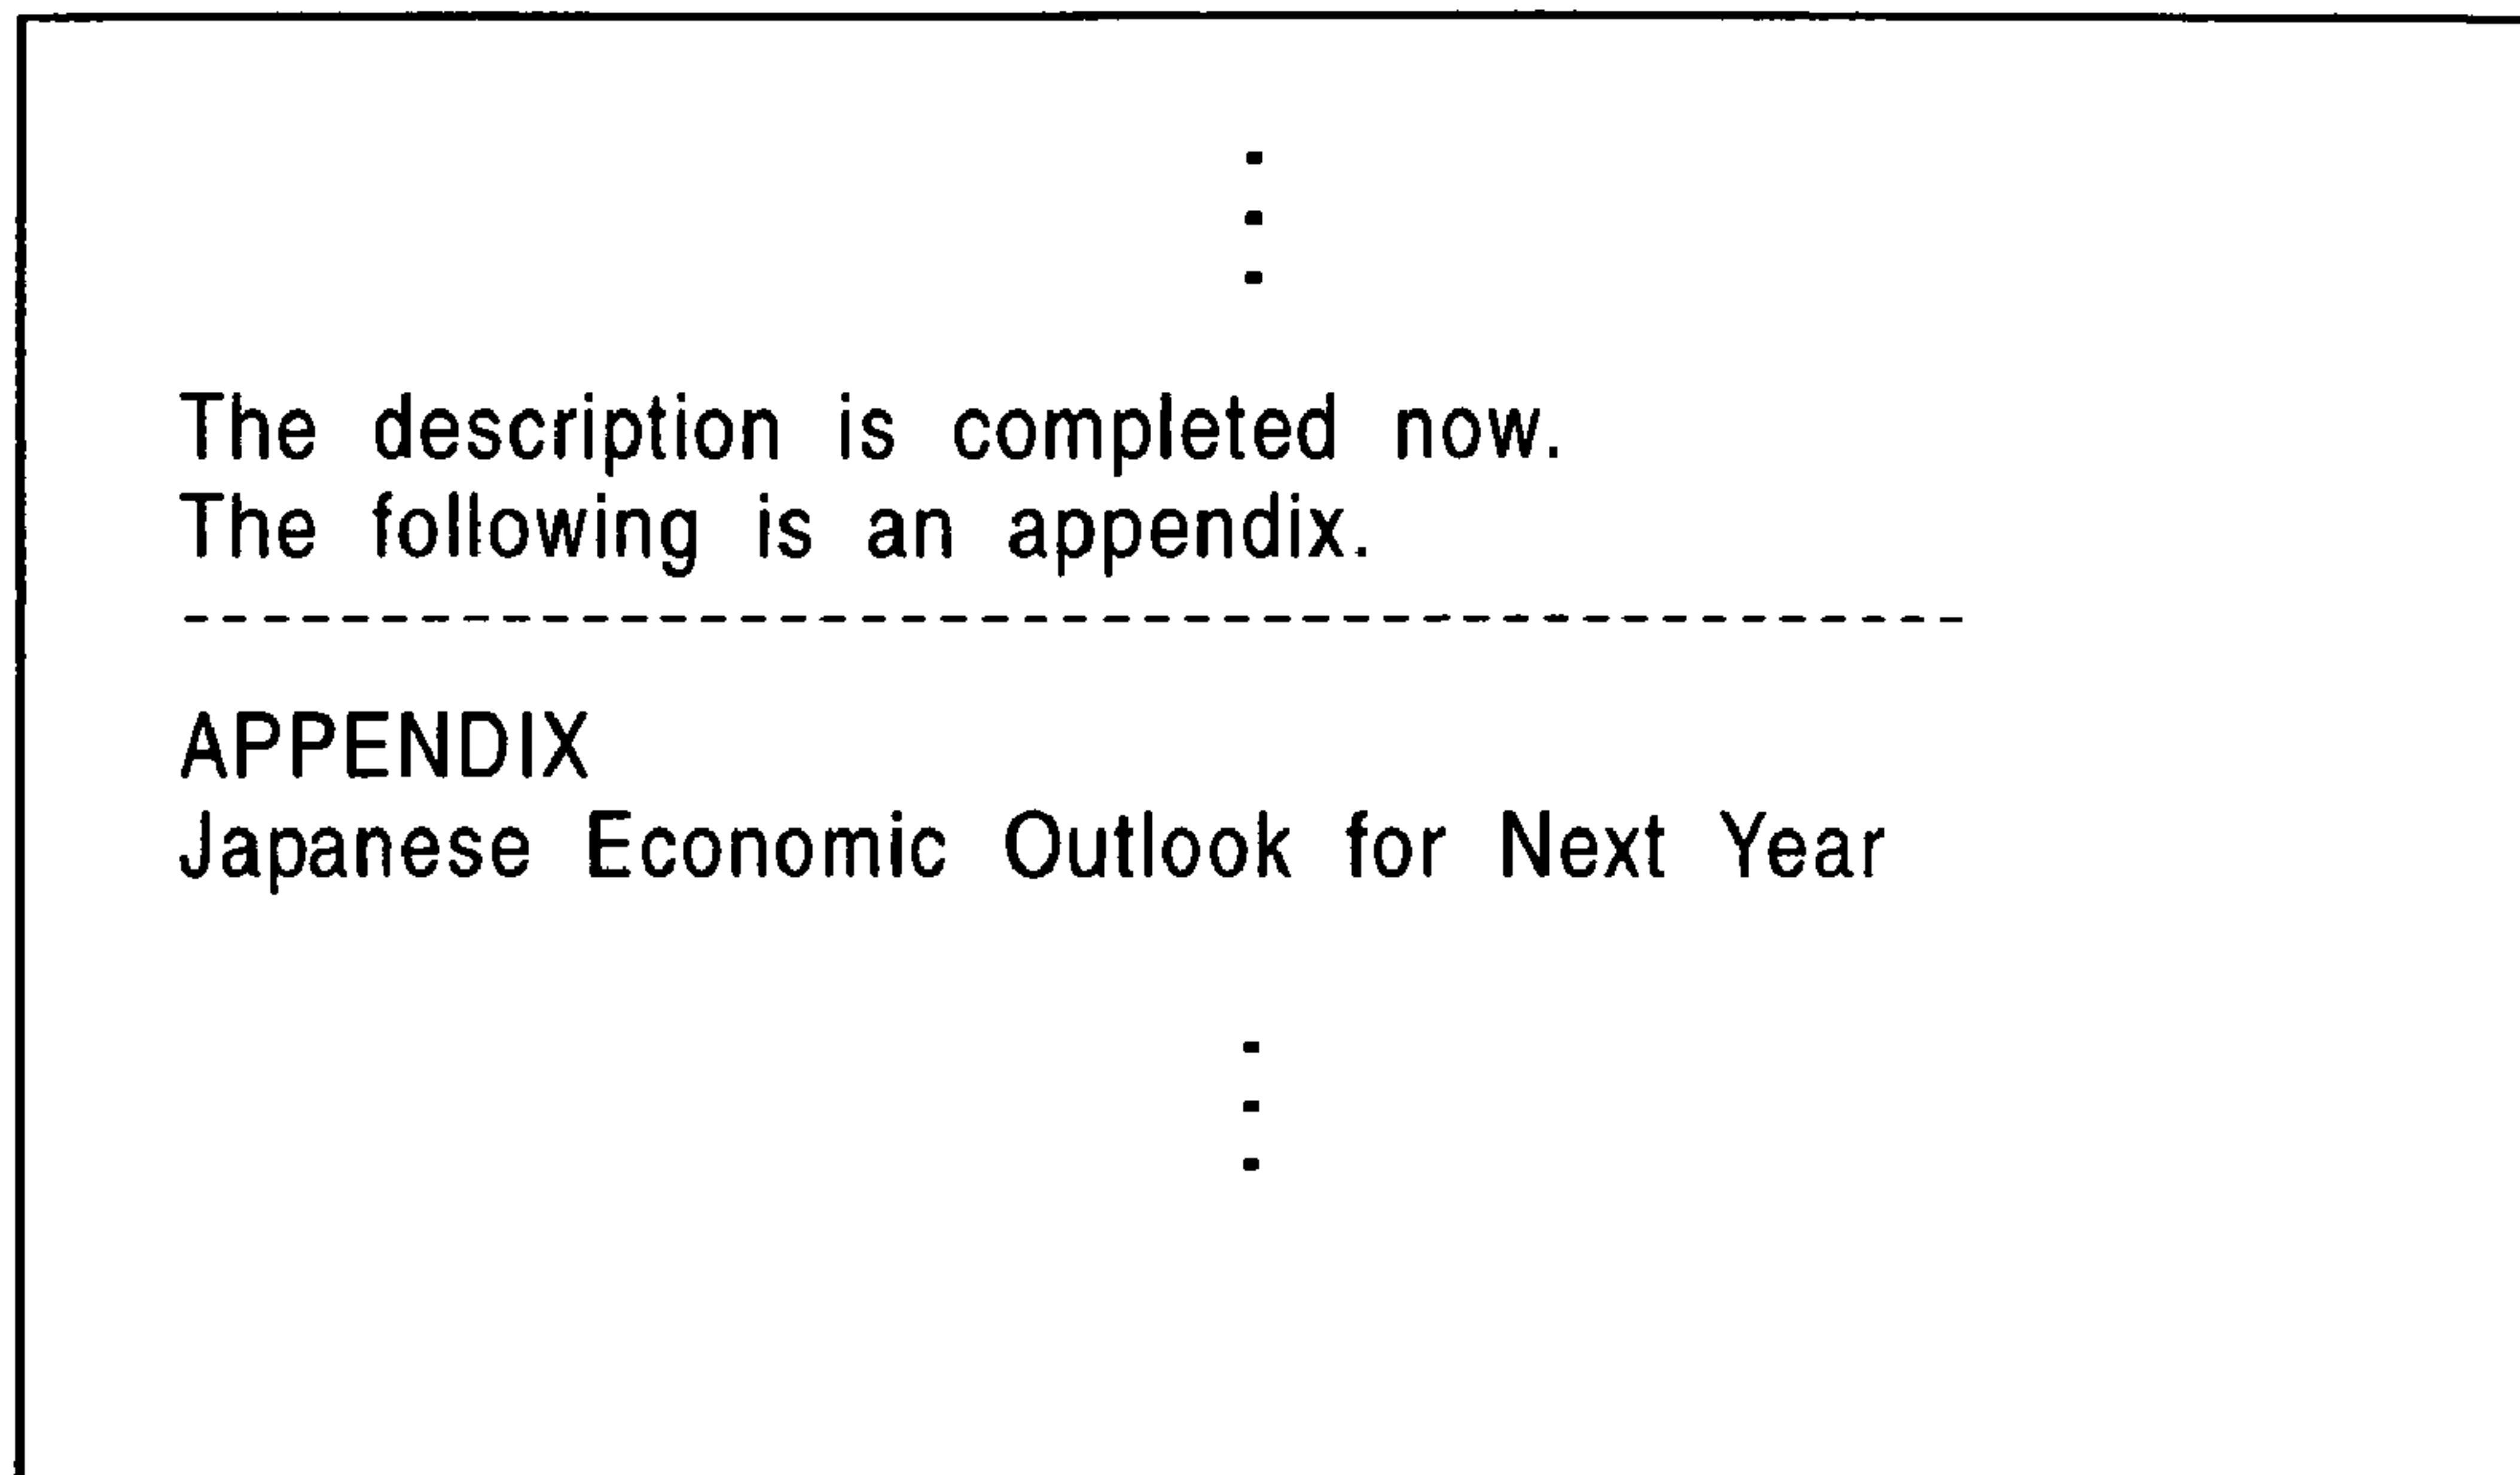 The description is completed now.
The following is an appendix.
---------------------------------------------
APPENDIX
Japanese Economic Outlook for Next Year